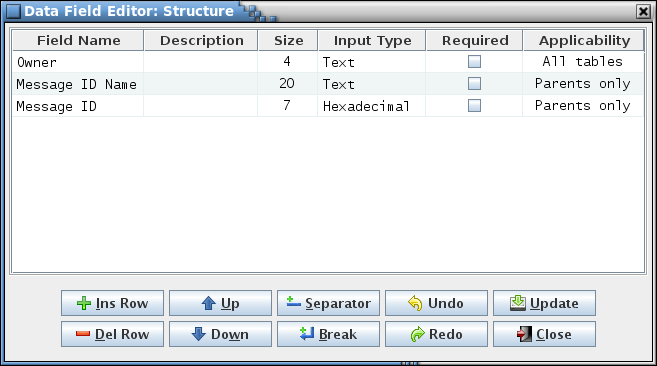 Data Field Editor: Structure
Field Name Description Size Input Type Required Applicability
Owner 4 Text All tables
Message ID Name 20 Text Parents only
Message ID 7 Hexadecimal Parents only
Ins Row Up Separator Undo Update
Del Row Down Break Redo Close